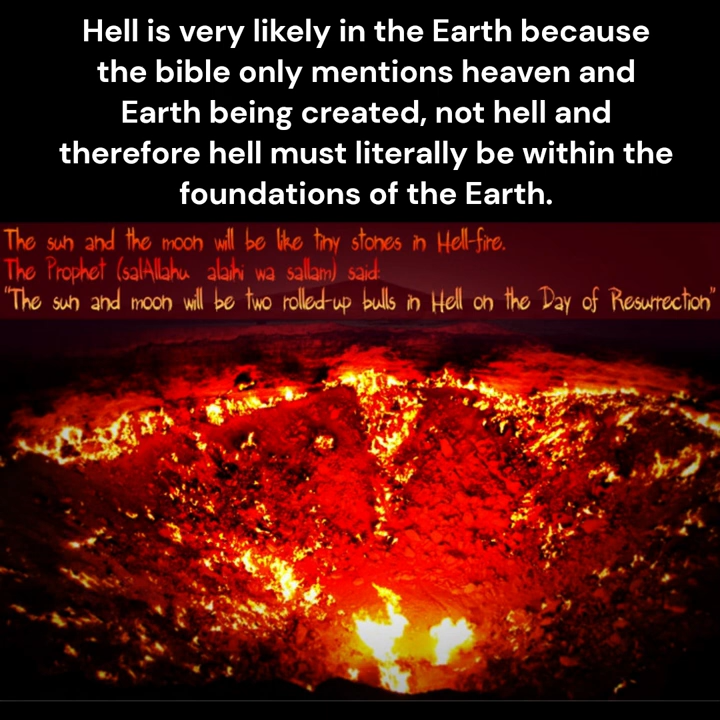 Hell is very likely in the Earth because
the bible only mentions heaven and
Earth being created, not hell and
therefore hell must literally be within the
foundations of the Earth.
The sun and the moon will be like tiny stones in Hell-fire.
The Prophet (salAllahu alaihi wa sallam) said:
"The sun and moon will be two rolled-up bulls in Hell on the Day of Resurrection"